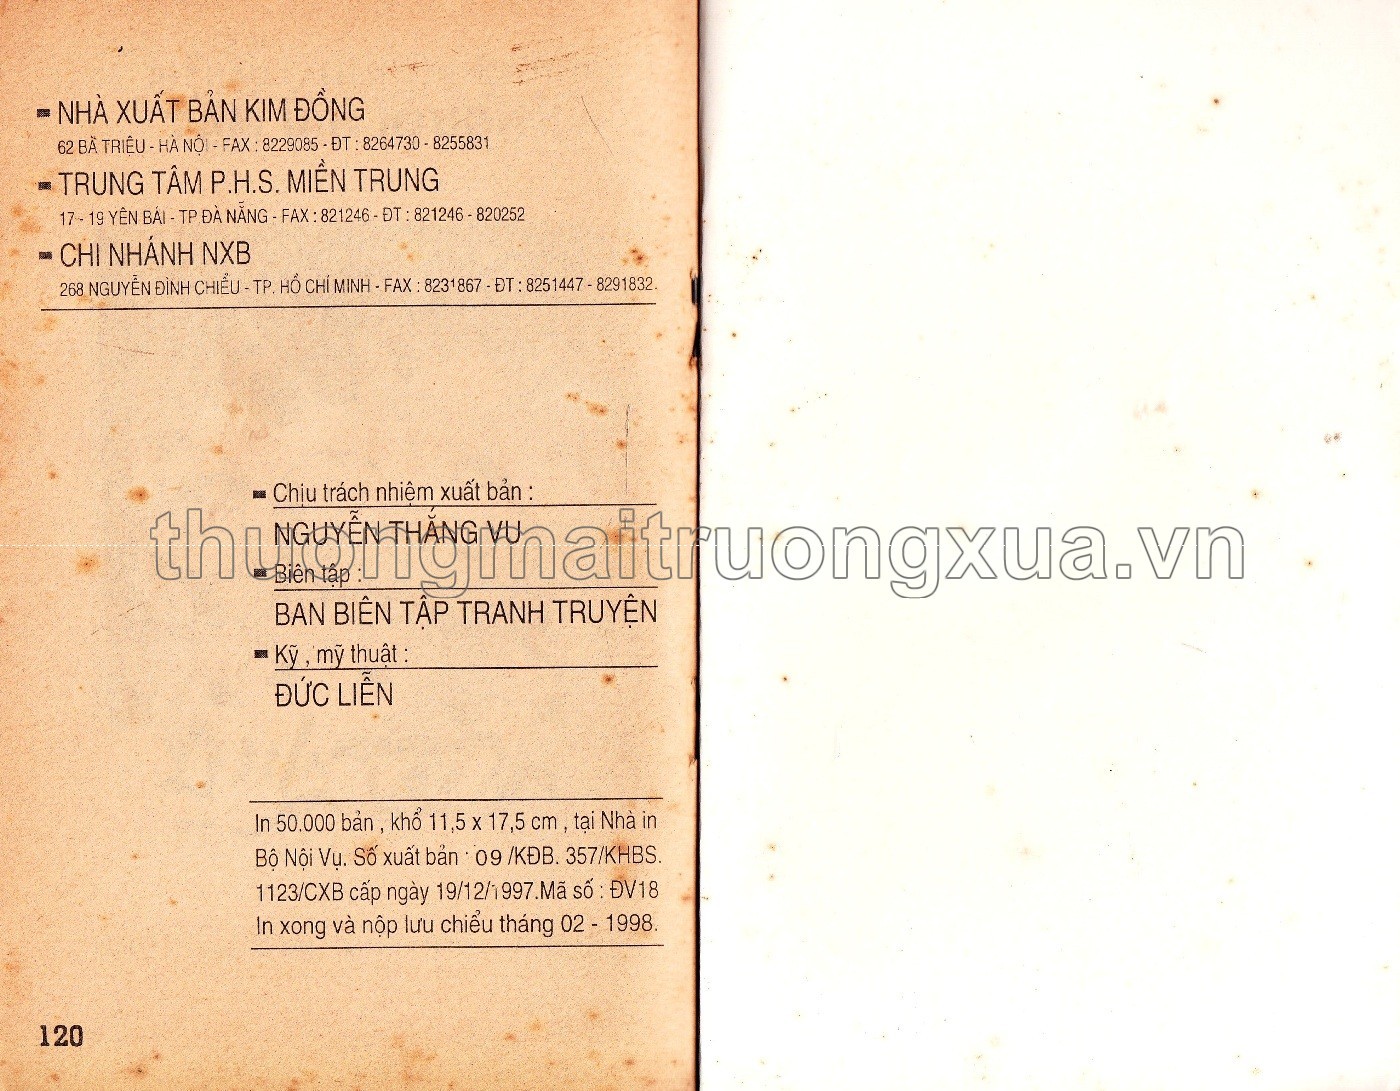 NHÀ XUẤT BẢN KIM ĐỒNG
62 BÀ TRIỆU - HÀ NỘI - FAX : 8229085 - ĐT : 8264730 - 8255831
TRUNG TÂM P.H.S. MIỀN TRUNG
17 - 19 YÊN BÁI - TP ĐÀ NẴNG - FAX : 821246 - ĐT : 821246 - 820252
CHI NHÁNH NXB
268 NGUYỄN ĐÌNH CHIỂU - TP. HỒ CHÍ MINH - FAX : 8231867 - ĐT : 8251447 - 8291832.
Chịu trách nhiệm xuất bản :
NGUYỄN THẮNG VU
thuongmaitruongxua.vn
Biên tập :
BAN BIÊN TẬP TRANH TRUYỆN
Kỹ , mỹ thuật :
ĐỨC LIỄN
In 50.000 bản , khổ 11,5 x 17,5 cm , tại Nhà in
Bộ Nội Vụ. Số xuất bản : 09 /KĐB. 357/KHBS.
1123/CXB cấp ngày 19/12/1997.Mã số : ĐV18
In xong và nộp lưu chiểu tháng 02 - 1998.
120